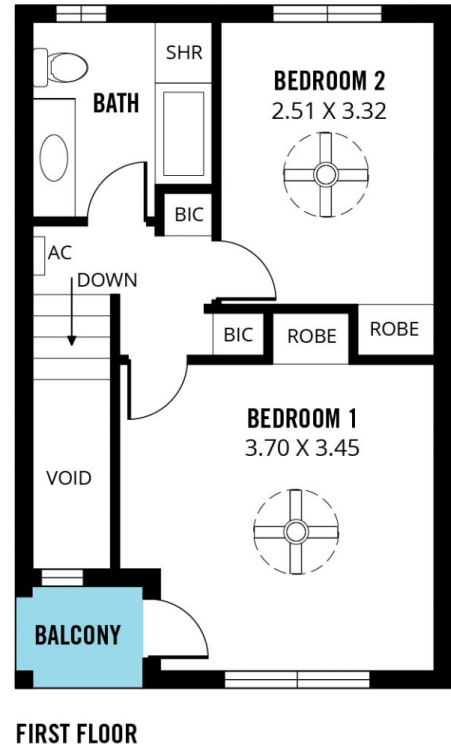 SHR
BEDROOM 2
2.51 X 3.32
BATH
BIC
AC
DOWN
BIC
ROBE
ROBE
BEDROOM 1
3.70 X 3.45
VOID
BALCONY
FIRST FLOOR